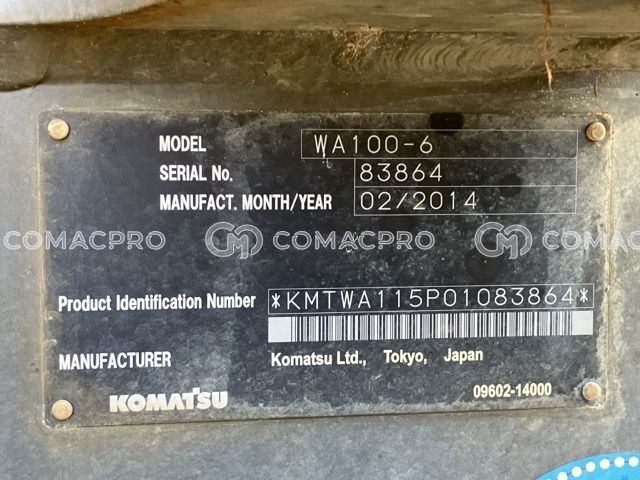 MODEL WA100-6
SERIAL No. 83864
MANUFACT. MONTH/YEAR 02/2014
COMACPRO COMACPRO
Product Identification Number *KMTWA115P01083864*
MANUFACTURER Komatsu Ltd., Tokyo, Japan
KOMATSU
09602-14000